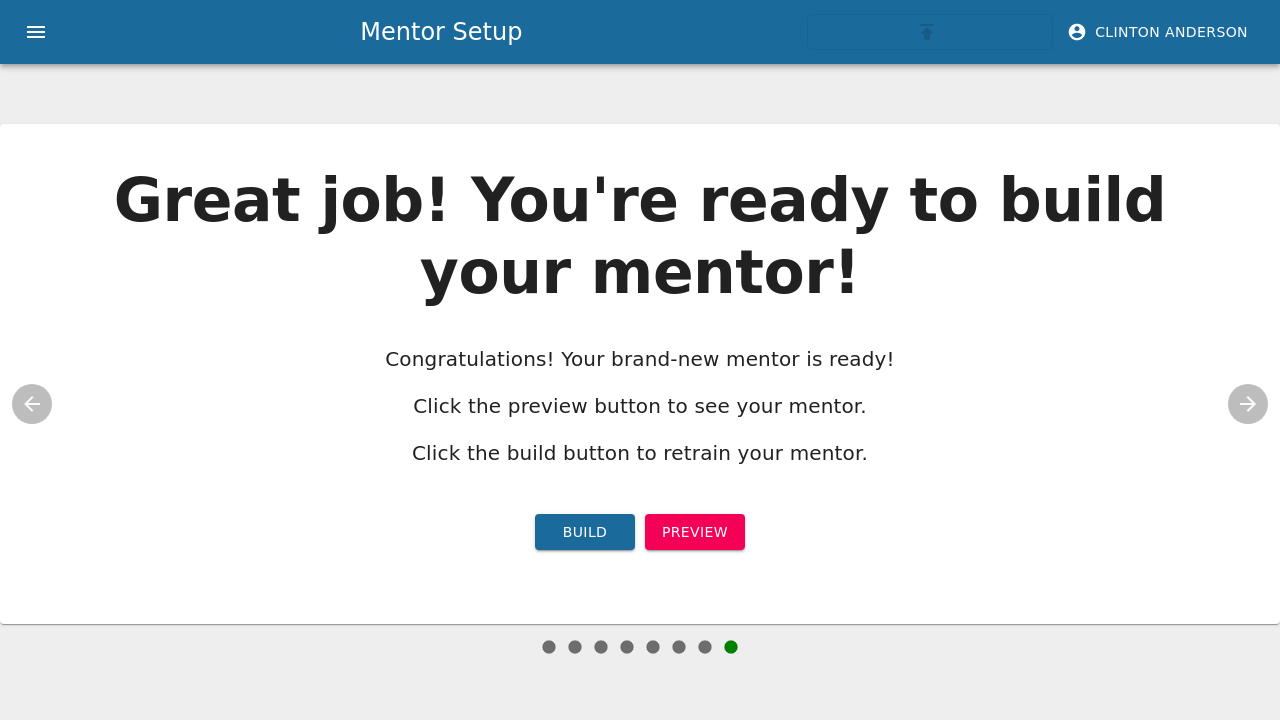 Mentor Setup
CLINTON ANDERSON
Great job! You're ready to build
your mentor!
Congratulations! Your brand-new mentor is ready!
Click the preview button to see your mentor.
Click the build button to retrain your mentor.
BUILD
PREVIEW